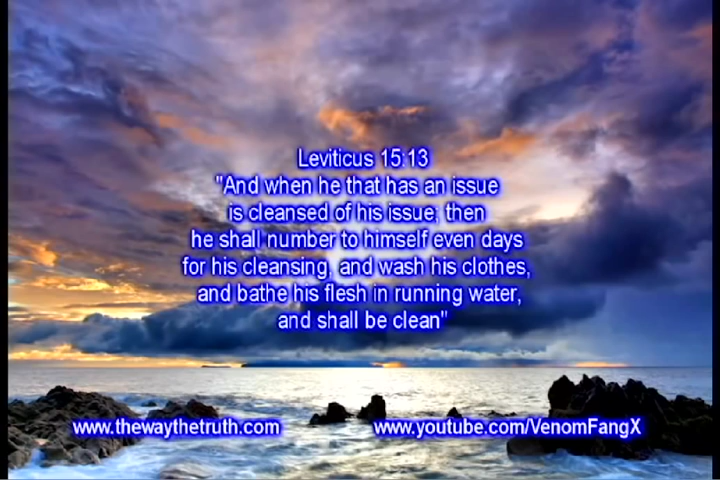 Leviticus 15:13
"And when he that has an issue
is cleansed of his issue; then
he shall number to himself even days
for his cleansing, and wash his clothes,
and bathe his flesh in running water,
and shall be clean"
www.thewaythetruth.com
www.youtube.com/VenomFangX